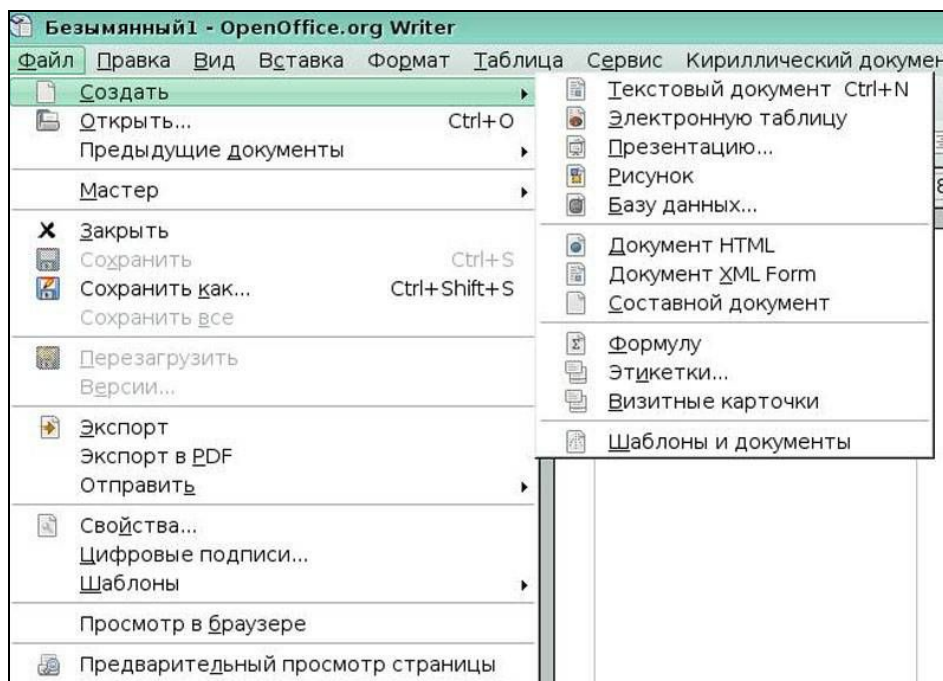 Безымянный1 - OpenOffice.org Writer
Файл Правка Вид Вставка Формат Таблица Сервис Кириллический докумен
Создать
Открыть... Ctrl+O
Предыдущие документы
Мастер
Закрыть
Сохранить Ctrl+S
Сохранить как... Ctrl+Shift+S
Сохранить все
Перезагрузить
Версии...
Экспорт
Экспорт в PDF
Отправить
Свойства...
Цифровые подписи...
Шаблоны
Просмотр в браузере
Предварительный просмотр страницы
Текстовый документ Ctrl+N
Электронную таблицу
Презентацию...
Рисунок
Базу данных...
Документ HTML
Документ XML Form
Составной документ
Формулу
Этикетки...
Визитные карточки
Шаблоны и документы